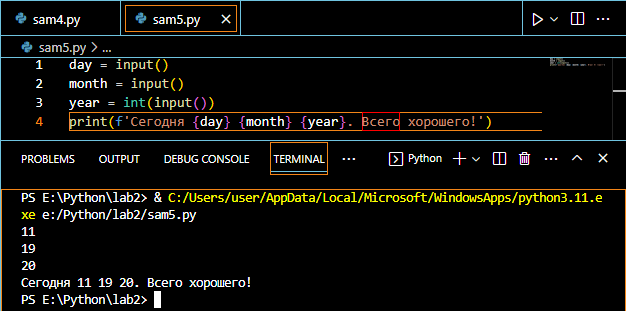 sam4.py sam5.py
sam5.py > ...
1 day = input()
2 month = input()
3 year = int(input())
4 print(f'Сегодня {day} {month} {year}. Всего хорошего!')
PROBLEMS OUTPUT DEBUG CONSOLE TERMINAL ... Python
PS E:\Python\lab2> & C:/Users/user/AppData/Local/Microsoft/WindowsApps/python3.11.e
xe e:/Python/lab2/sam5.py
11
19
20
Сегодня 11 19 20. Всего хорошего!
PS E:\Python\lab2>